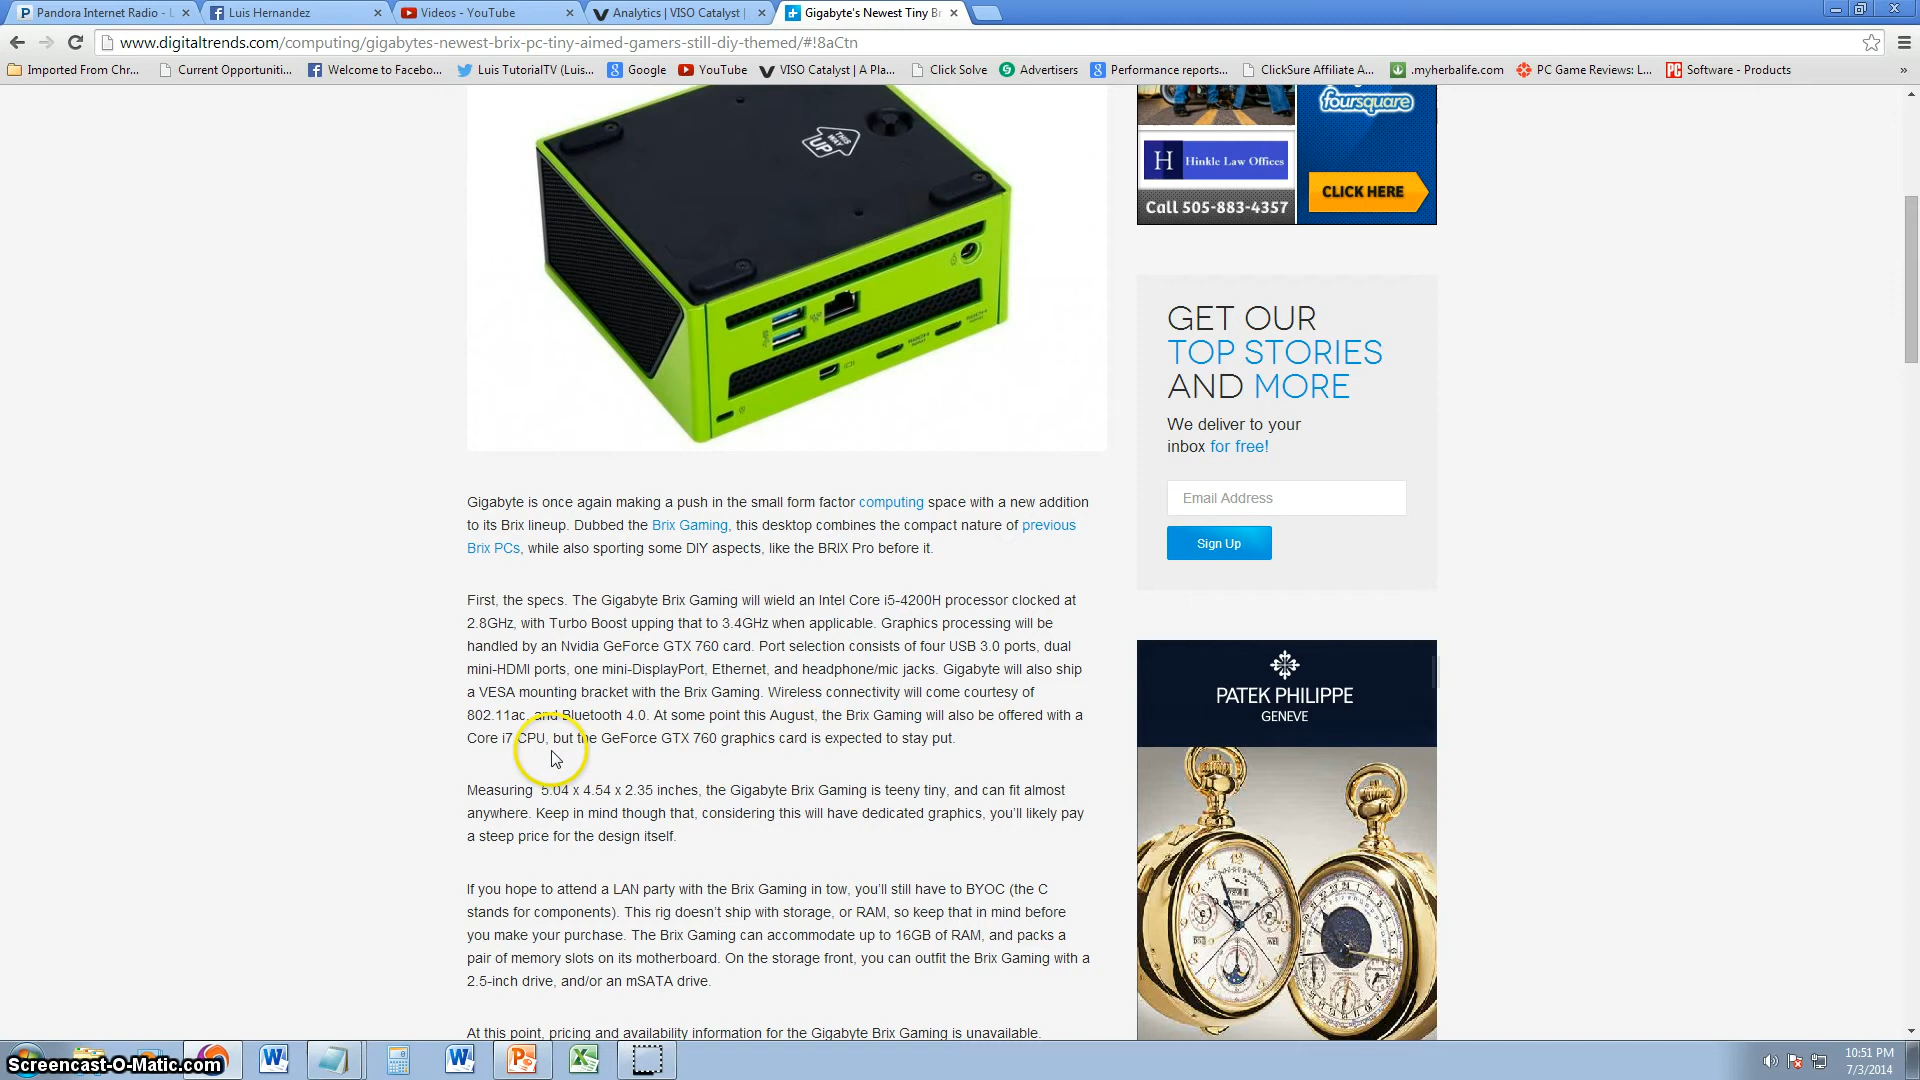 Pandora Internet Radio - L
Luis Hernandez
Videos - YouTube
Analytics | VISO Catalyst |
Gigabyte's Newest Tiny Br
www.digitaltrends.com/computing/gigabytes-newest-brix-pc-tiny-aimed-gamers-still-diy-themed/#!8aCtn
Imported From Chr...
Current Opportuniti...
Welcome to Facebo...
Luis TutorialTV (Luis...
Google
YouTube
VISO Catalyst | A Pla...
Click Solve
Advertisers
Performance reports...
ClickSure Affiliate A...
.myherbalife.com
PC Game Reviews: L...
Software - Products
»
THIS WAY UP
foursquare
H Hinkle Law Offices
CLICK HERE
Call 505-883-4357
GET OUR
TOP STORIES
AND MORE
We deliver to your
inbox for free!
Email Address
Sign Up
Gigabyte is once again making a push in the small form factor computing space with a new addition
to its Brix lineup. Dubbed the Brix Gaming, this desktop combines the compact nature of previous
Brix PCs, while also sporting some DIY aspects, like the BRIX Pro before it.
First, the specs. The Gigabyte Brix Gaming will wield an Intel Core i5-4200H processor clocked at
2.8GHz, with Turbo Boost upping that to 3.4GHz when applicable. Graphics processing will be
handled by an Nvidia GeForce GTX 760 card. Port selection consists of four USB 3.0 ports, dual
mini-HDMI ports, one mini-DisplayPort, Ethernet, and headphone/mic jacks. Gigabyte will also ship
a VESA mounting bracket with the Brix Gaming. Wireless connectivity will come courtesy of
802.11ac, and Bluetooth 4.0. At some point this August, the Brix Gaming will also be offered with a
Core i7 CPU, but the GeForce GTX 760 graphics card is expected to stay put.
Measuring 5.04 x 4.54 x 2.35 inches, the Gigabyte Brix Gaming is teeny tiny, and can fit almost
anywhere. Keep in mind though that, considering this will have dedicated graphics, you'll likely pay
a steep price for the design itself.
If you hope to attend a LAN party with the Brix Gaming in tow, you'll still have to BYOC (the C
stands for components). This rig doesn't ship with storage, or RAM, so keep that in mind before
you make your purchase. The Brix Gaming can accommodate up to 16GB of RAM, and packs a
pair of memory slots on its motherboard. On the storage front, you can outfit the Brix Gaming with a
2.5-inch drive, and/or an mSATA drive.
At this point, pricing and availability information for the Gigabyte Brix Gaming is unavailable.
PATEK PHILIPPE
GENEVE
Screencast-O-Matic.com
10:51 PM
7/3/2014